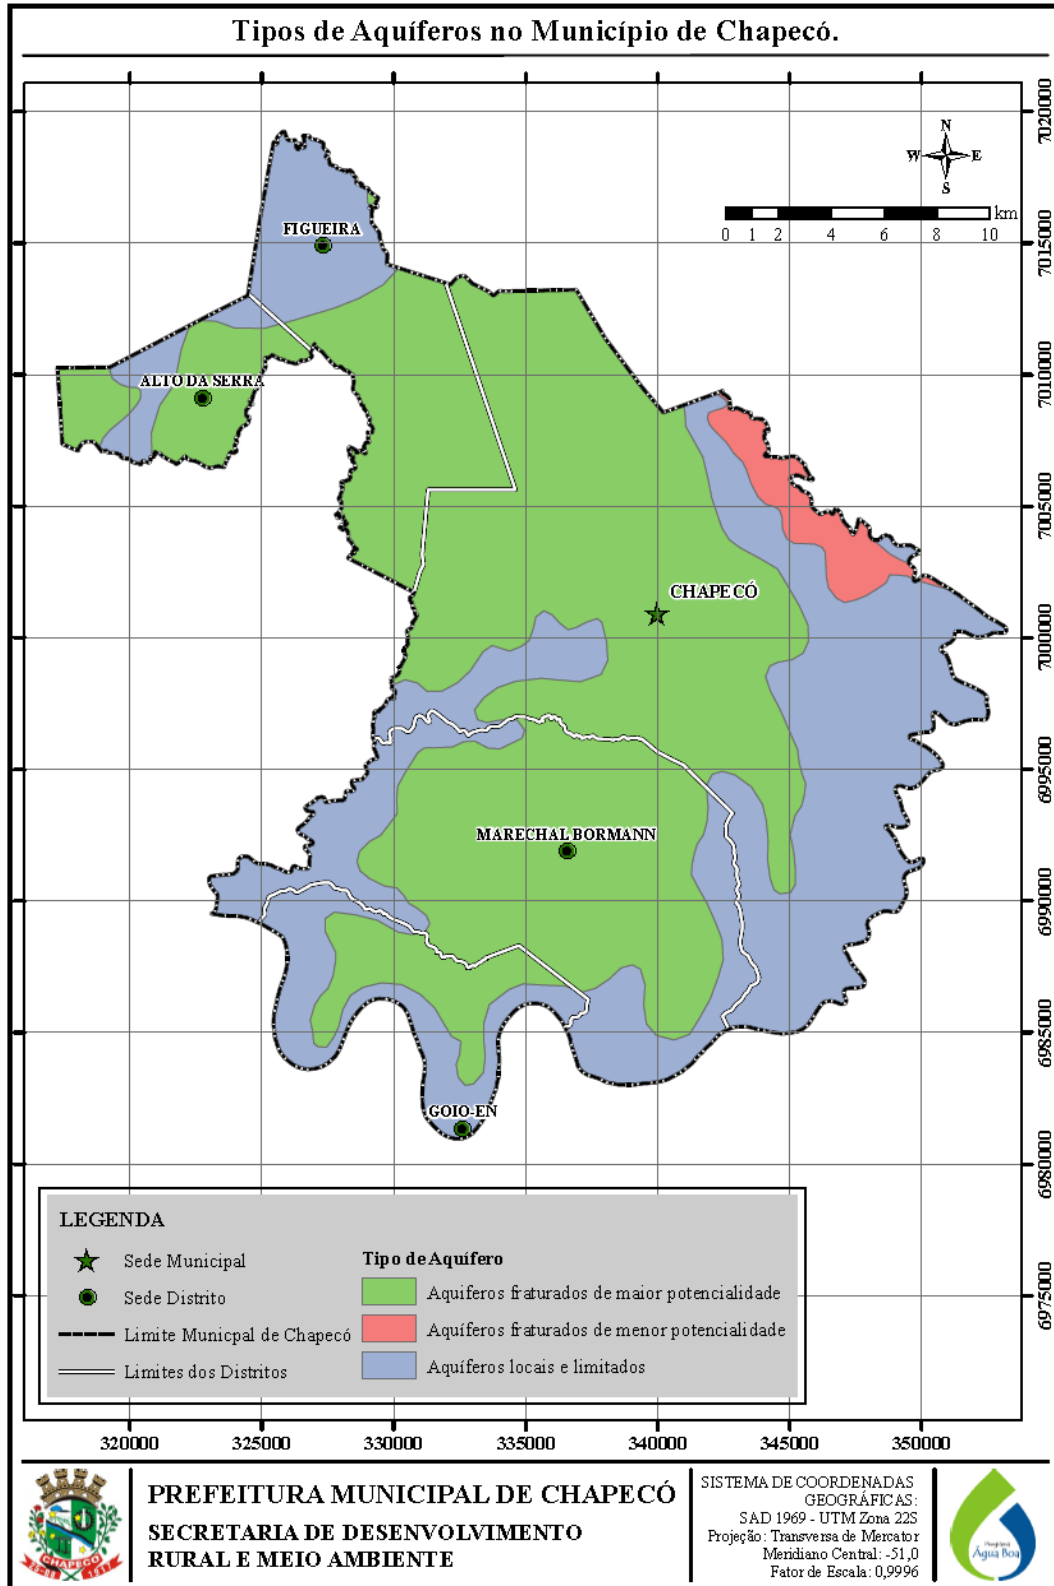 Tipos de Aquíferos no Município de Chapecó.
N
W E
S
km
0 1 2 4 6 8 10
FIGUEIRA
ALTO DA SERRA
CHAPECÓ
MARECHAL BORMANN
GOIO-EN
7020000
7015000
7010000
7005000
7000000
6995000
6990000
6985000
6980000
6975000
LEGENDA
Sede Municipal
Sede Distrito
Limite Municpal de Chapecó
Limites dos Distritos
Tipo de Aquífero
Aquíferos fraturados de maior potencialidade
Aquíferos fraturados de menor potencialidade
Aquíferos locais e limitados
320000 325000 330000 335000 340000 345000 350000
CHAPECÓ
25-08 1917
PREFEITURA MUNICIPAL DE CHAPECÓ
SECRETARIA DE DESENVOLVIMENTO
RURAL E MEIO AMBIENTE
SISTEMA DE COORDENADAS
GEOGRÁFICAS:
SAD 1969 - UTM Zona 22S
Projeção: Transversa de Mercator
Meridiano Central: -51,0
Fator de Escala: 0,9996
Programa
Água Boa